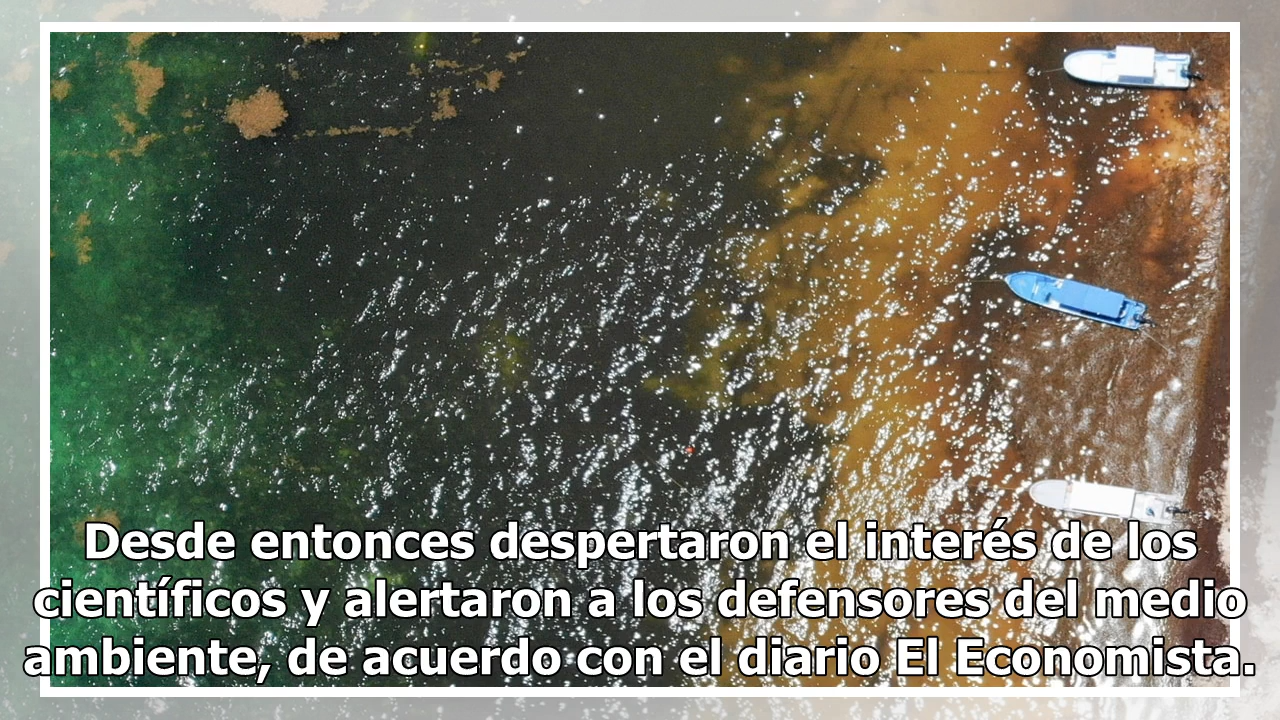 Desde entonces despertaron el interés de los
científicos y alertaron a los defensores del medio
ambiente, de acuerdo con el diario El Economista.